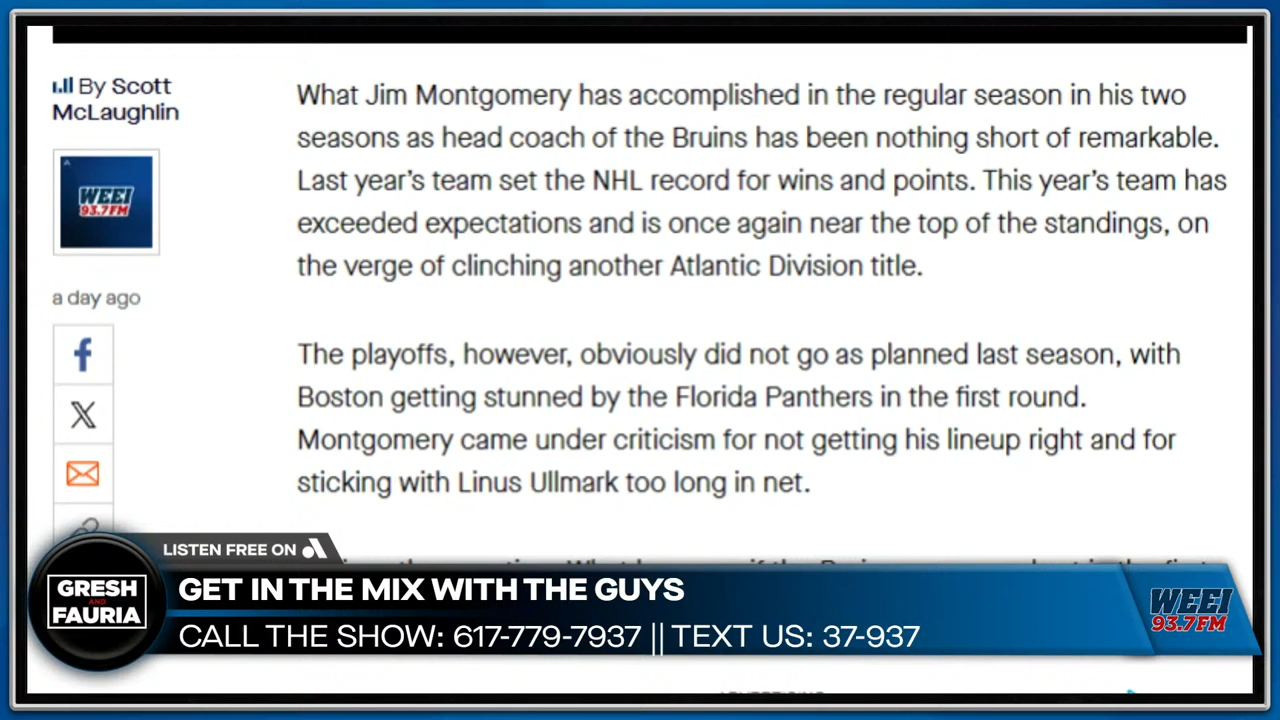 By Scott
McLaughlin
WEEI
93.7FM
a day ago
What Jim Montgomery has accomplished in the regular season in his two
seasons as head coach of the Bruins has been nothing short of remarkable.
Last year's team set the NHL record for wins and points. This year's team has
exceeded expectations and is once again near the top of the standings, on
the verge of clinching another Atlantic Division title.
The playoffs, however, obviously did not go as planned last season, with
Boston getting stunned by the Florida Panthers in the first round.
Montgomery came under criticism for not getting his lineup right and for
sticking with Linus Ullmark too long in net.
LISTEN FREE ON
GRESH
AND
FAURIA
GET IN THE MIX WITH THE GUYS
CALL THE SHOW: 617-779-7937 || TEXT US: 37-937
WEEI
93.7FM